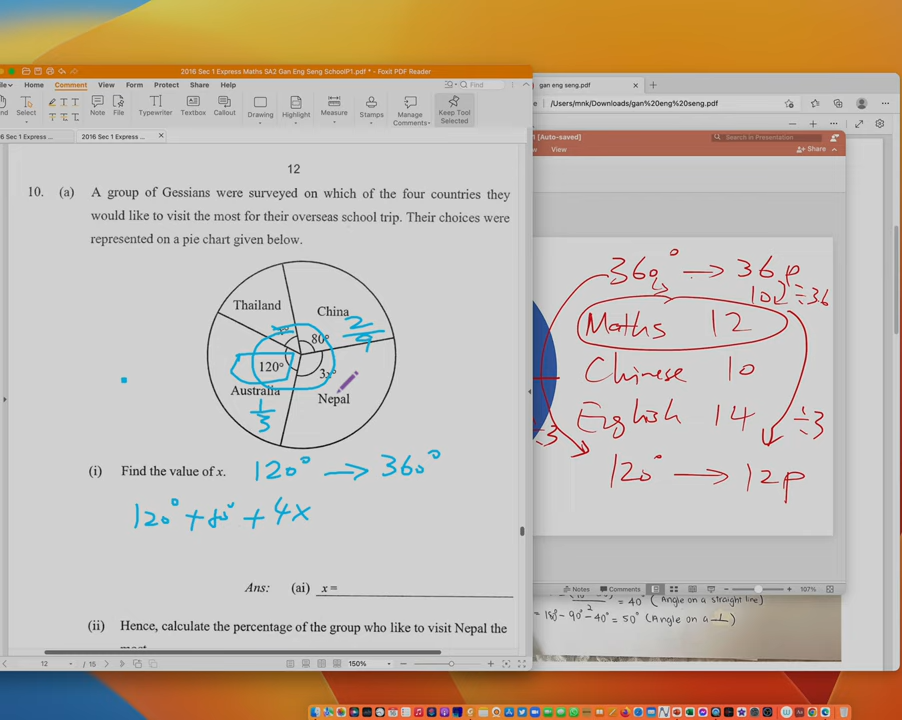 2016 Sec 1 Express Maths SA2 Gan Eng Seng SchoolP1.pdf * - Foxit PDF Reader
Home Comment View Form Protect Share Help Find
Select Note File Typewriter Textbox Callout Drawing Highlight Measure Stamps Manage Comments Keep Tool Selected
6 Sec 1 Express ... 2016 Sec 1 Express Maths ...
12
10. (a) A group of Gessians were surveyed on which of the four countries they
would like to visit the most for their overseas school trip. Their choices were
represented on a pie chart given below.
Thailand
China
2/9
80°
120°
3x°
Australia
Nepal
1/3
(i) Find the value of x. 120° → 360°
120° + 80° + 4x
Ans: (ai) x =
(ii) Hence, calculate the percentage of the group who like to visit Nepal the
12 / 15 150%
gan eng seng.pdf
/Users/mnk/Downloads/gan%20eng%20seng.pdf
1 [Auto-saved] Search in Presentation
View Share
360° → 36p
Maths 12
Chinese 10
English 14
÷3
÷3
120° → 12p
Notes Comments 107%
= 40° (Angle on a straight line)
= 180° - 90° - 40° = 50° (Angle on a